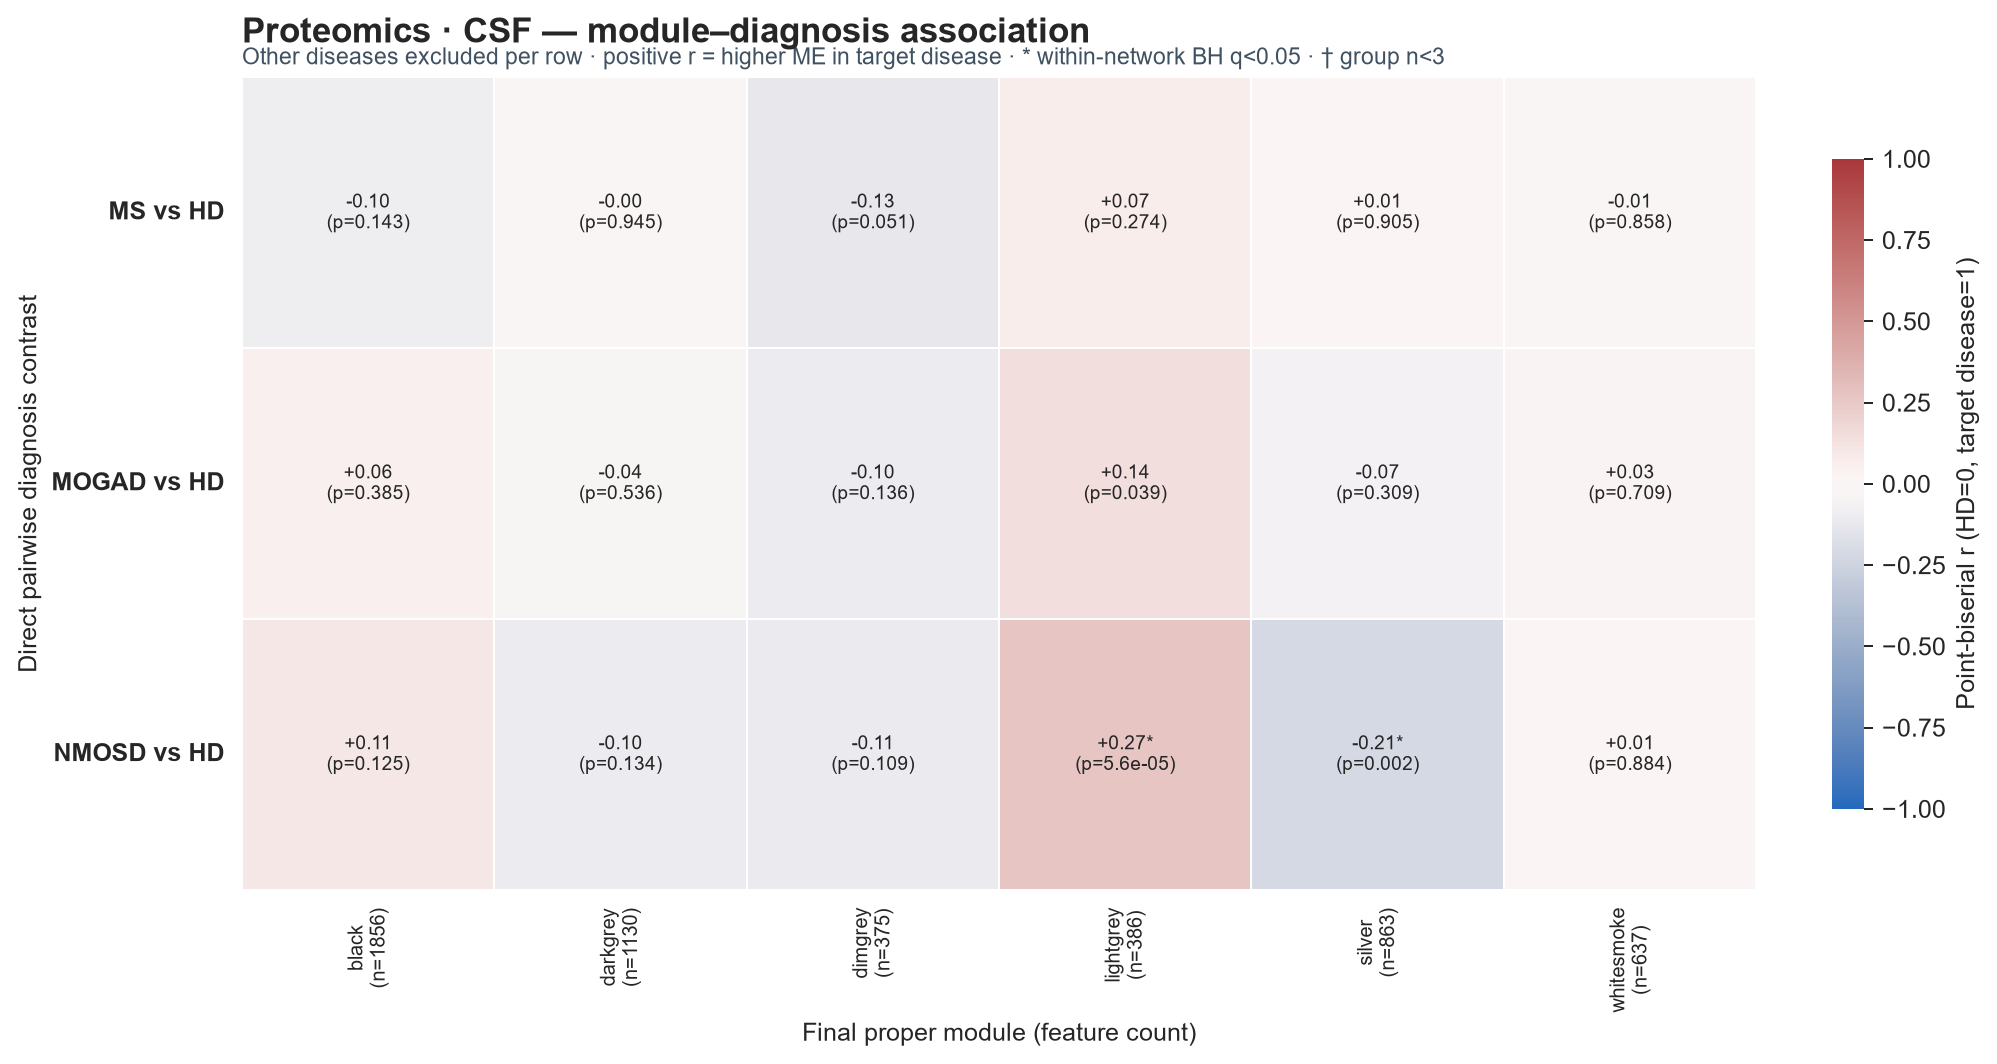 Proteomics · CSF — module–diagnosis association
Other diseases excluded per row · positive r = higher ME in target disease · * within-network BH q<0.05 · † group n<3
Direct pairwise diagnosis contrast
MS vs HD
-0.10
(p=0.143)
-0.00
(p=0.945)
-0.13
(p=0.051)
+0.07
(p=0.274)
+0.01
(p=0.905)
-0.01
(p=0.858)
MOGAD vs HD
+0.06
(p=0.385)
-0.04
(p=0.536)
-0.10
(p=0.136)
+0.14
(p=0.039)
-0.07
(p=0.309)
+0.03
(p=0.709)
NMOSD vs HD
+0.11
(p=0.125)
-0.10
(p=0.134)
-0.11
(p=0.109)
+0.27*
(p=5.6e-05)
-0.21*
(p=0.002)
+0.01
(p=0.884)
black
(n=1856)
darkgrey
(n=1130)
dimgrey
(n=375)
lightgrey
(n=386)
silver
(n=863)
whitesmoke
(n=637)
Final proper module (feature count)
1.00
0.75
0.50
0.25
0.00
−0.25
−0.50
−0.75
−1.00
Point-biserial r (HD=0, target disease=1)